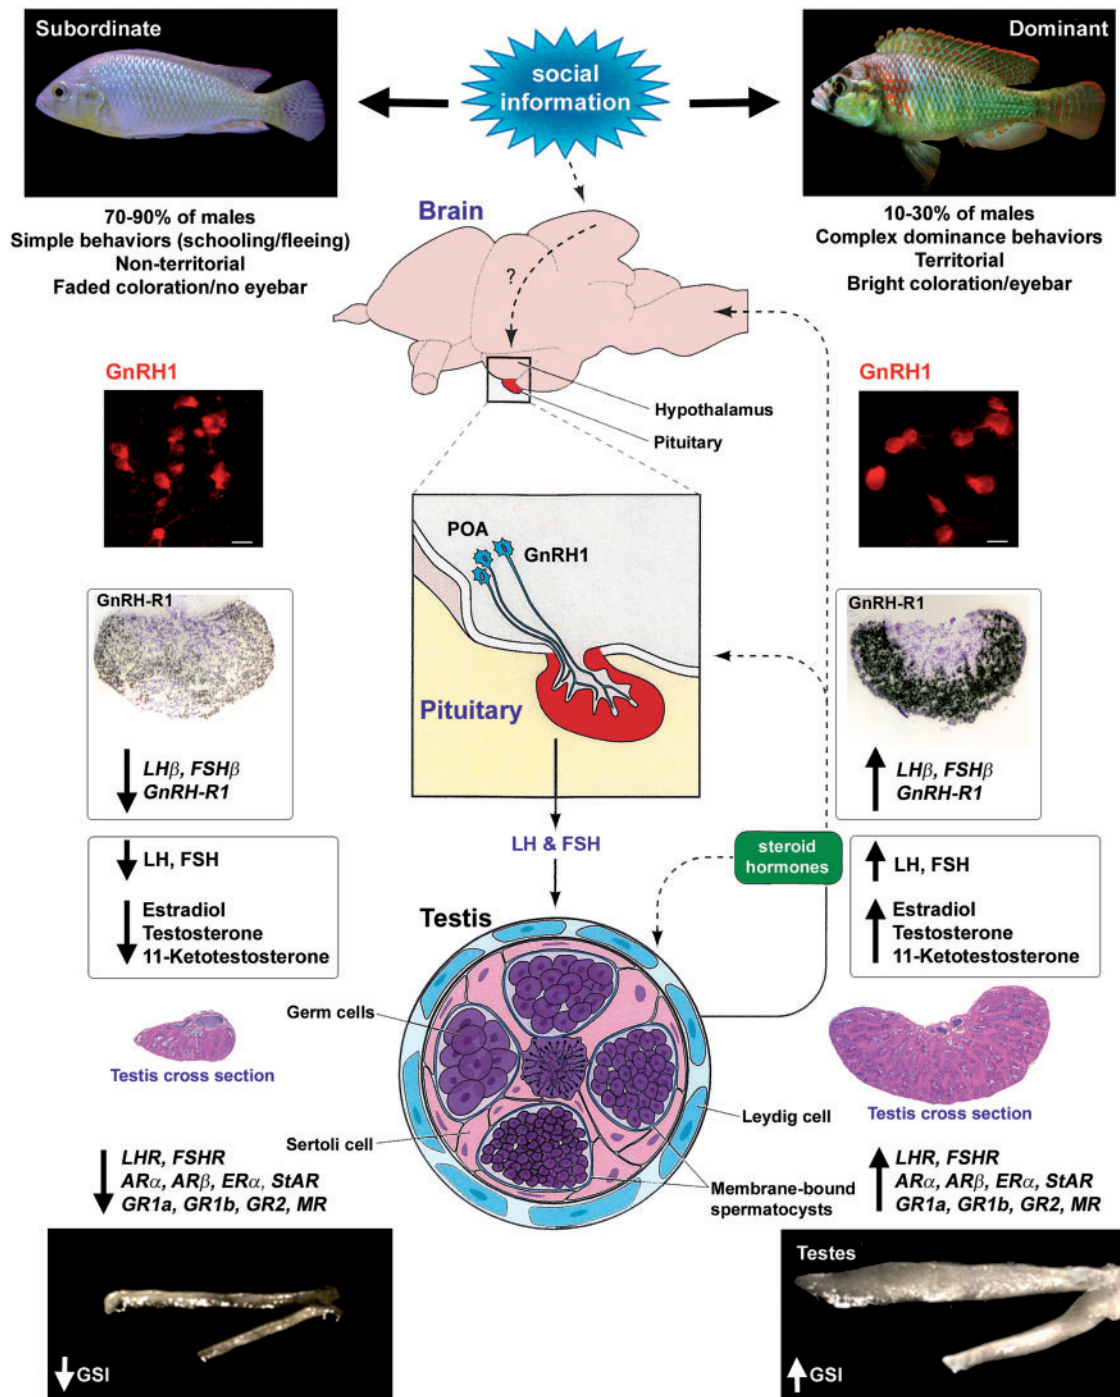 Subordinate
social
information
Dominant
70-90% of males
Simple behaviors (schooling/fleeing)
Non-territorial
Faded coloration/no eyebar
Brain
?
10-30% of males
Complex dominance behaviors
Territorial
Bright coloration/eyebar
GnRH1
Hypothalamus
Pituitary
GnRH1
POA
GnRH1
Pituitary
GnRH-R1
LHβ, FSHβ
GnRH-R1
GnRH-R1
LHβ, FSHβ
GnRH-R1
LH, FSH
Estradiol
Testosterone
11-Ketotestosterone
LH & FSH
steroid
hormones
LH, FSH
Estradiol
Testosterone
11-Ketotestosterone
Testis
Germ cells
Sertoli cell
Leydig cell
Membrane-bound
spermatocysts
Testis cross section
Testis cross section
LHR, FSHR
ARα, ARβ, ERα, StAR
GR1a, GR1b, GR2, MR
LHR, FSHR
ARα, ARβ, ERα, StAR
GR1a, GR1b, GR2, MR
GSI
Testes
GSI